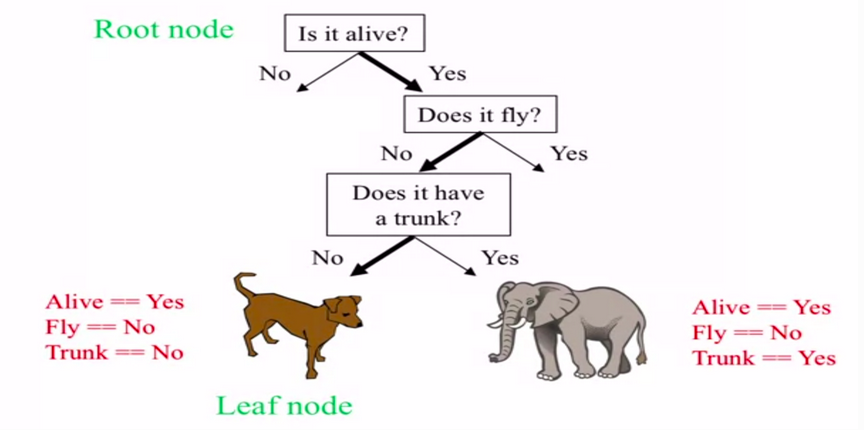 Root node
Is it alive?
No
Yes
Does it fly?
No
Yes
Does it have
a trunk?
No
Yes
Alive == Yes
Fly == No
Trunk == No
Alive == Yes
Fly == No
Trunk == Yes
Leaf node